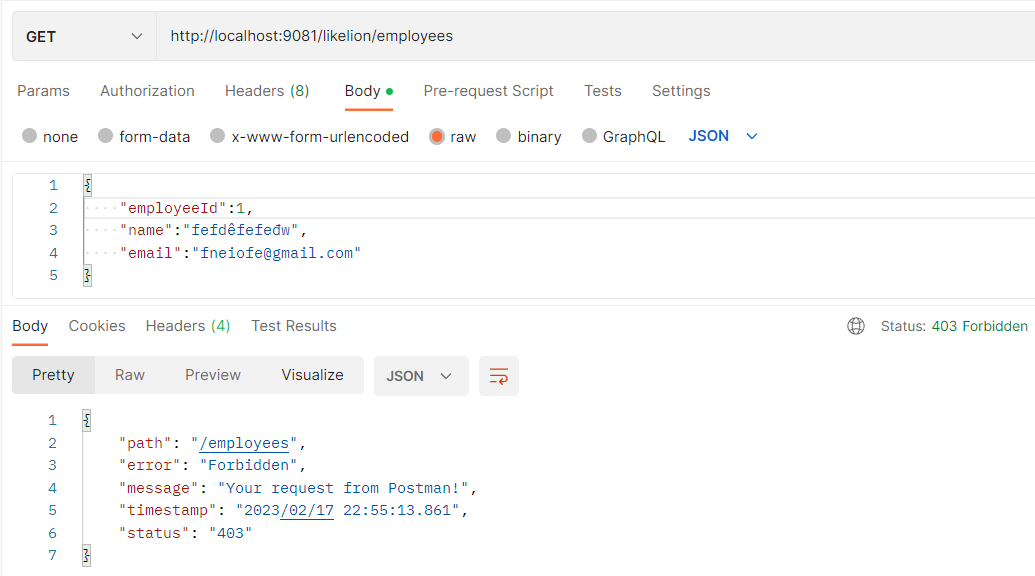 GET http://localhost:9081/likelion/employees
Params Authorization Headers (8) Body Pre-request Script Tests Settings
none form-data x-www-form-urlencoded raw binary GraphQL JSON
1 {
2 "employeeId":1,
3 "name":"fefdêfefeđw",
4 "email":"fneiofe@gmail.com"
5 }
Body Cookies Headers (4) Test Results Status: 403 Forbidden
Pretty Raw Preview Visualize JSON
1 {
2 "path": "/employees",
3 "error": "Forbidden",
4 "message": "Your request from Postman!",
5 "timestamp": "2023/02/17 22:55:13.861",
6 "status": "403"
7 }